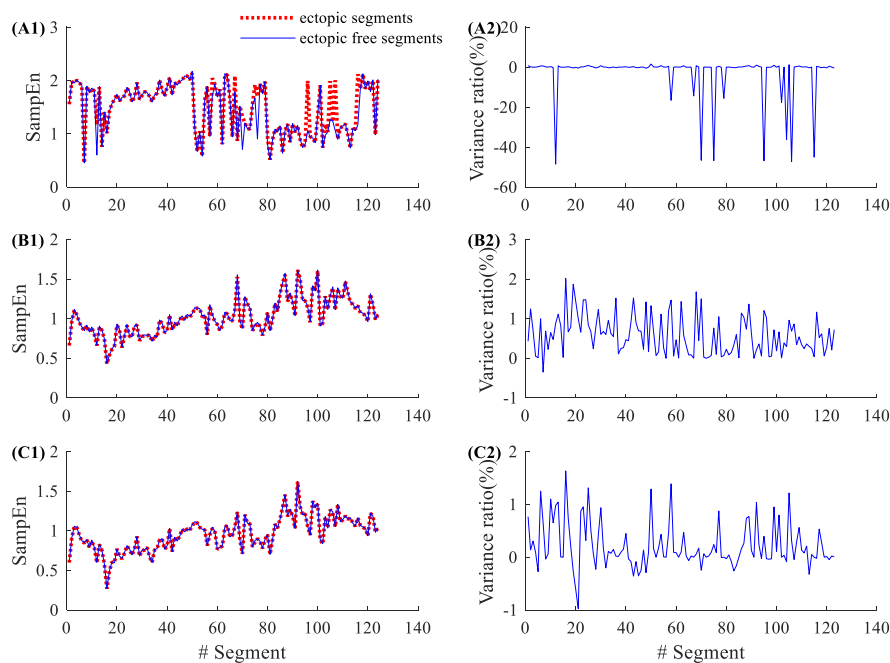 (A1)
ectopic segments
ectopic free segments
3
2
1
0
SampEn
0 20 40 60 80 100 120 140
(A2)
20
0
-20
-40
-60
Variance ratio(%)
0 20 40 60 80 100 120 140
(B1)
2
1.5
1
0.5
0
SampEn
0 20 40 60 80 100 120 140
(B2)
3
2
1
0
-1
Variance ratio(%)
0 20 40 60 80 100 120 140
(C1)
2
1.5
1
0.5
0
SampEn
0 20 40 60 80 100 120 140
# Segment
(C2)
2
1
0
-1
Variance ratio(%)
0 20 40 60 80 100 120 140
# Segment